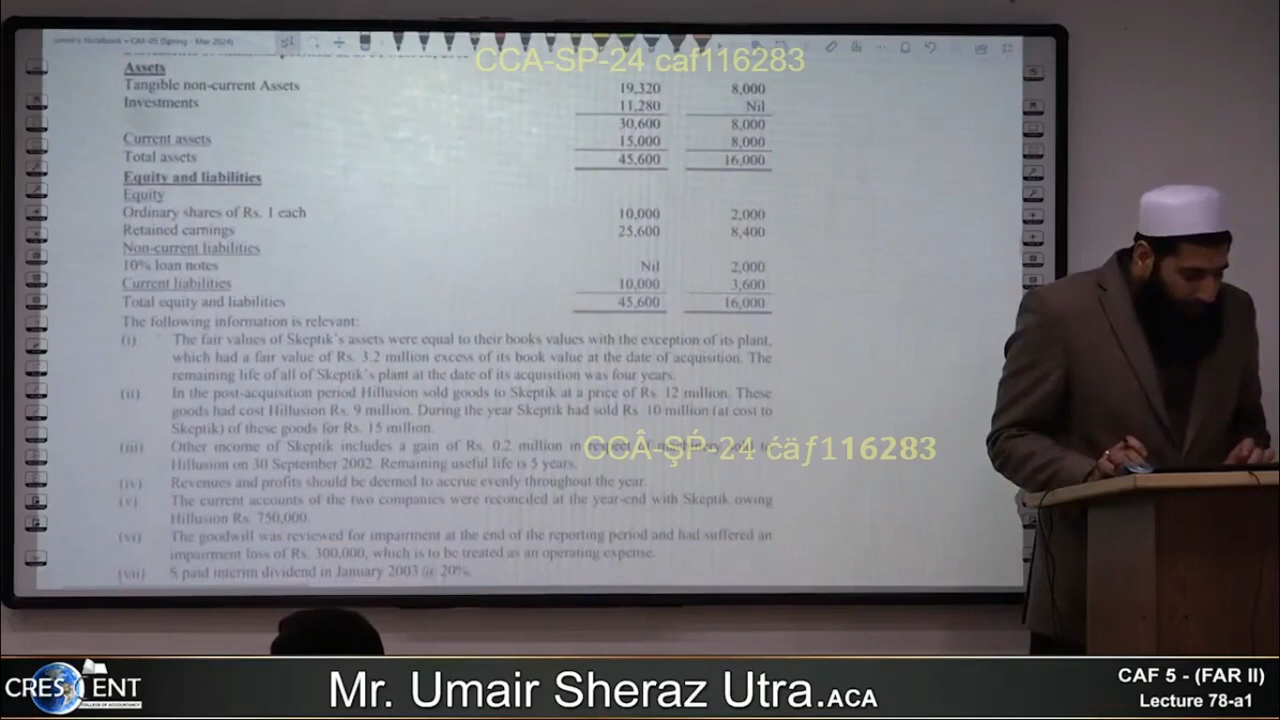 umair's Notebook • CAF-05 (Spring - Mar 2024)
CCA-SP-24 caf116283
Assets
Tangible non-current Assets 19,320 8,000
Investments 11,280 Nil
30,600 8,000
Current assets 15,000 8,000
Total assets 45,600 16,000
Equity and liabilities
Equity
Ordinary shares of Rs. 1 each 10,000 2,000
Retained earnings 25,600 8,400
Non-current liabilities
10% loan notes Nil 2,000
Current liabilities 10,000 3,600
Total equity and liabilities 45,600 16,000
The following information is relevant:
(i) The fair values of Skeptik's assets were equal to their books values with the exception of its plant,
which had a fair value of Rs. 3.2 million excess of its book value at the date of acquisition. The
remaining life of all of Skeptik's plant at the date of its acquisition was four years.
(ii) In the post-acquisition period Hillusion sold goods to Skeptik at a price of Rs. 12 million. These
goods had cost Hillusion Rs. 9 million. During the year Skeptik had sold Rs. 10 million (at cost to
Skeptik) of these goods for Rs. 15 million.
(iii) Other income of Skeptik includes a gain of Rs. 0.2 million in
CCÂ-ŞṔ-24 ćäƒ116283
Hillusion on 30 September 2002. Remaining useful life is 5 years.
(iv) Revenues and profits should be deemed to accrue evenly throughout the year.
(v) The current accounts of the two companies were reconciled at the year-end with Skeptik owing
Hillusion Rs. 750,000.
(vi) The goodwill was reviewed for impairment at the end of the reporting period and had suffered an
impairment loss of Rs. 300,000, which is to be treated as an operating expense.
(vii) S paid interim dividend in January 2003 @ 20%.
CRESCENT
COLLEGE OF ACCOUNTANCY
Mr. Umair Sheraz Utra.ACA
CAF 5 - (FAR II)
Lecture 78-a1